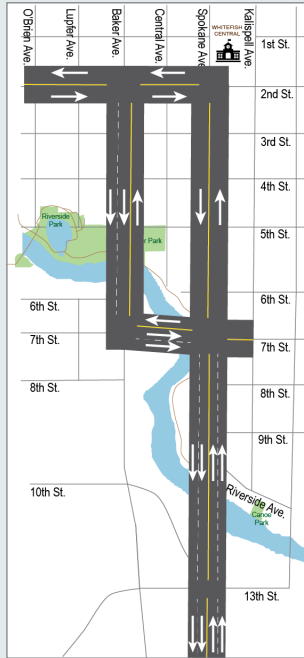 O'Brien Ave.
Lupfer Ave.
Baker Ave.
Central Ave.
Spokane Ave
Kalispell Ave.
WHITEFISH
CENTRAL
1st St.
2nd St.
3rd St.
4th St.
Riverside
Park
r Park
5th St.
6th St.
6th St.
7th St.
7th St.
8th St.
8th St.
9th St.
10th St.
Riverside Ave.
Canoe
Park
13th St.